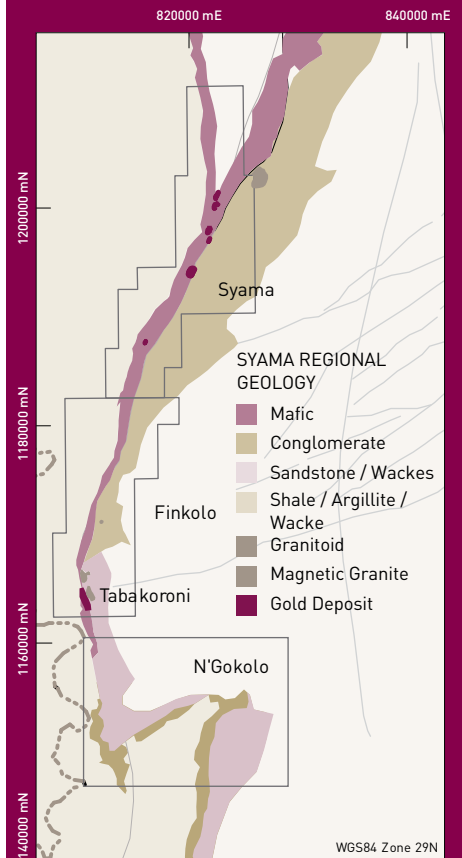 820000 mE
840000 mE
1200000 mN
Syama
SYAMA REGIONAL
GEOLOGY
Mafic
Conglomerate
Sandstone / Wackes
Shale / Argillite /
Wacke
Granitoid
Magnetic Granite
Gold Deposit
1180000 mN
Finkolo
Tabakoroni
1160000 mN
N'Gokolo
140000 mN
WGS84 Zone 29N